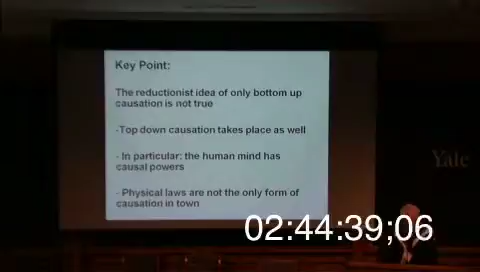 Key Point:
The reductionist idea of only bottom up
causation is not true
-Top down causation takes place as well
- In particular: the human mind has
causal powers
- Physical laws are not the only form of
causation in town
Yale
02:44:39;06